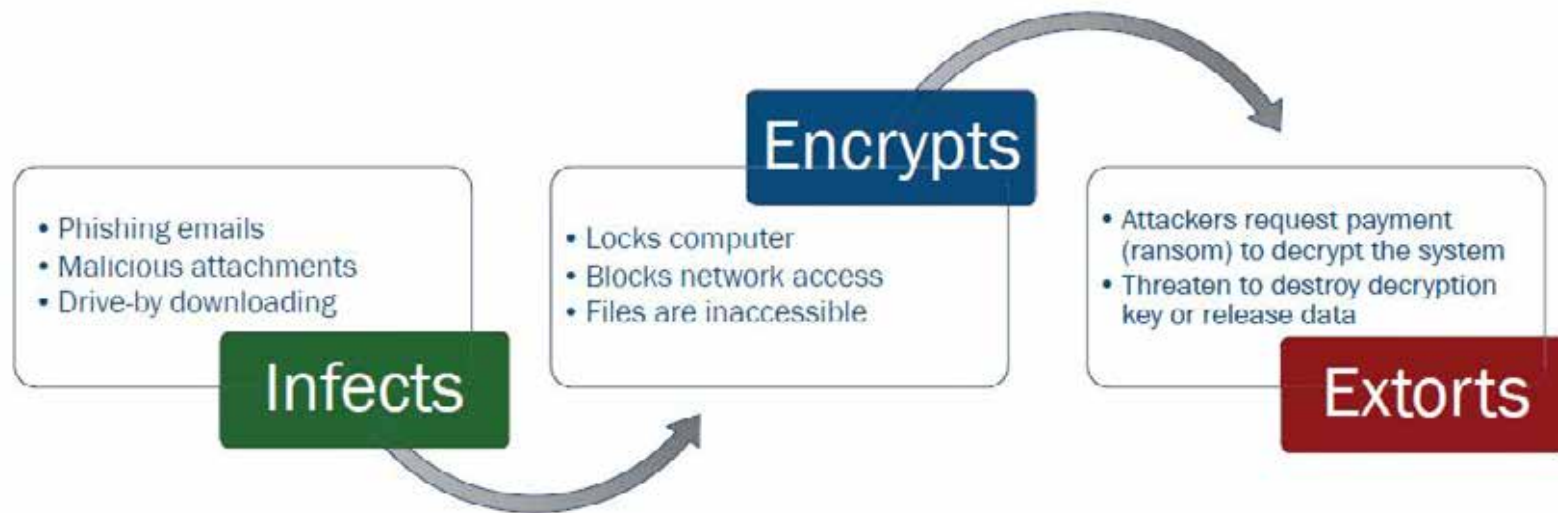 • Phishing emails
• Malicious attachments
• Drive-by downloading
Infects
Encrypts
• Locks computer
• Blocks network access
• Files are inaccessible
• Attackers request payment
(ransom) to decrypt the system
• Threaten to destroy decryption
key or release data
Extorts